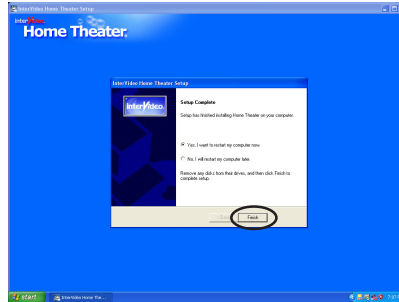 InterVideo Home Theater Setup
InterVideo.
Home Theater
InterVideo Home Theater Setup
InterVideo.
Setup Complete
Setup has finished installing Home Theater on your computer.
Yes, I want to restart my computer now.
No, I will restart my computer later.
Remove any disks from their drives, and then click Finish to
complete setup.
Finish
start
InterVideo Home The...